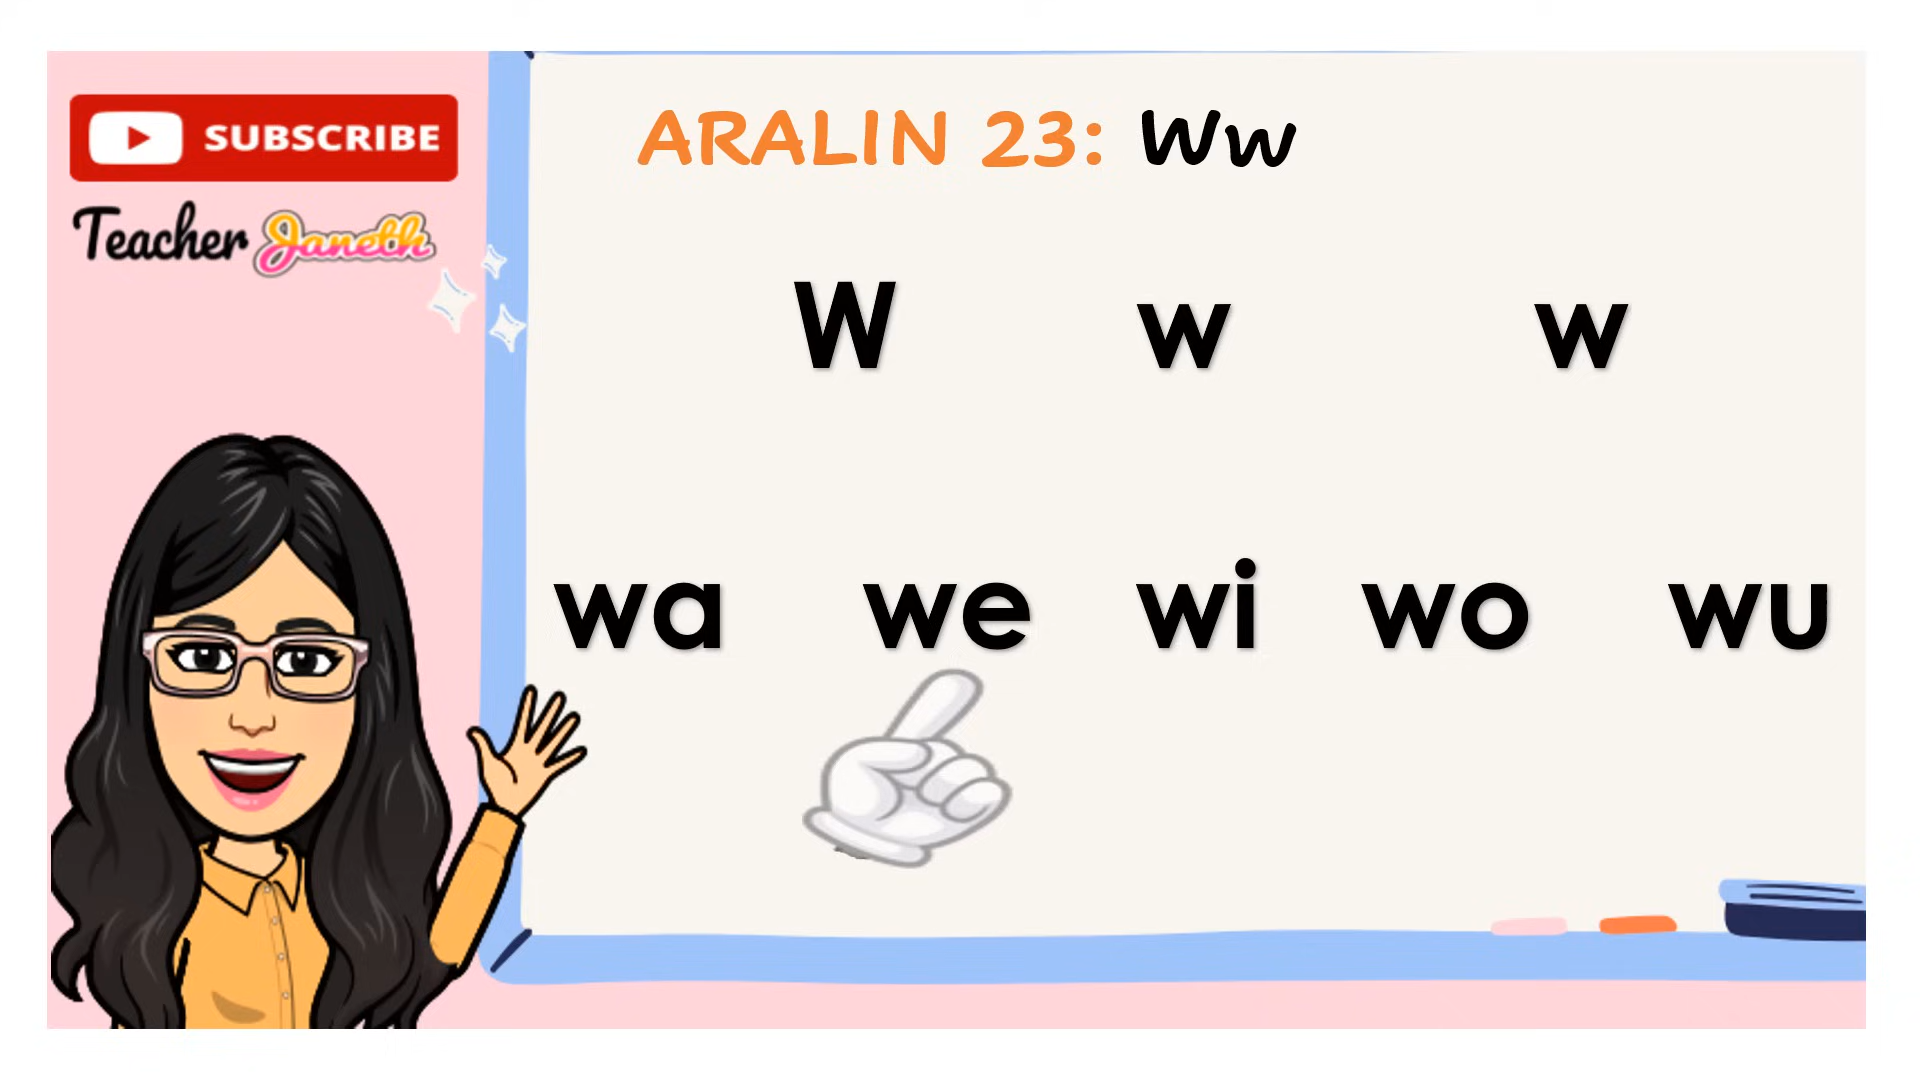 SUBSCRIBE
Teacher Janeth
ARALIN 23: Ww
W w w
wa we wi wo wu